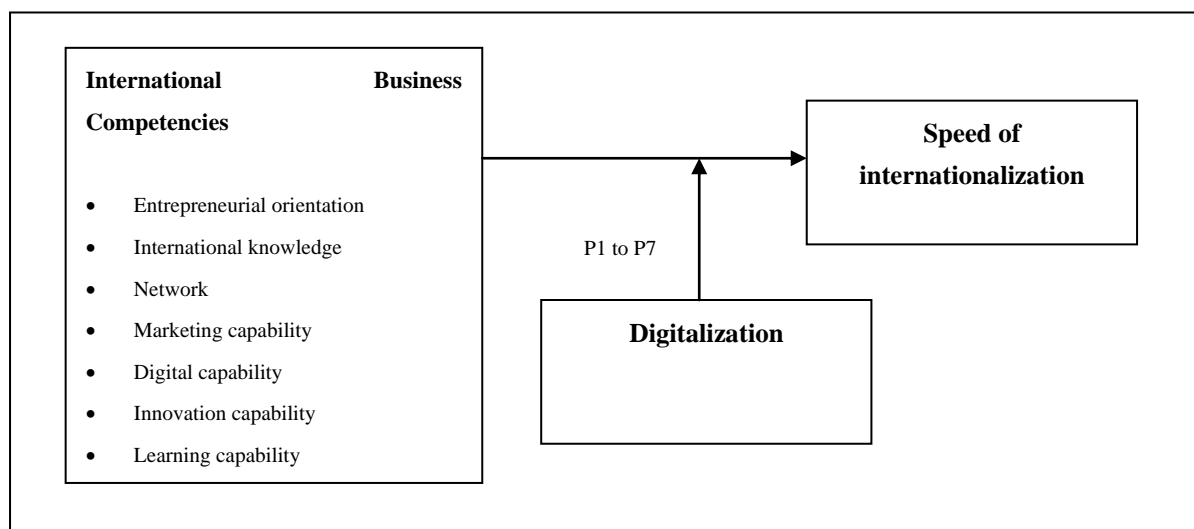 International Business
Competencies
• Entrepreneurial orientation
• International knowledge
• Network
• Marketing capability
• Digital capability
• Innovation capability
• Learning capability
Speed of
internationalization
P1 to P7
Digitalization